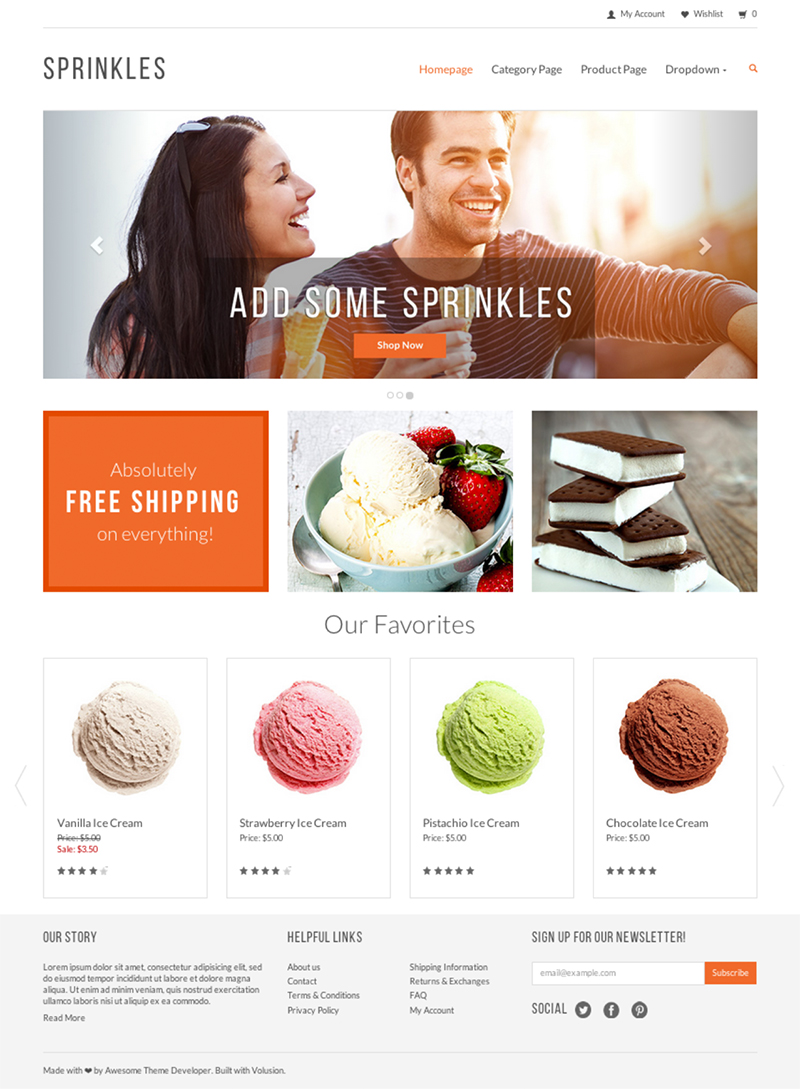 My Account Wishlist 0
SPRINKLES
Homepage Category Page Product Page Dropdown
ADD SOME SPRINKLES
Shop Now
Absolutely
FREE SHIPPING
on everything!
Our Favorites
Vanilla Ice Cream
Price: $5.00
Sale: $3.50
Strawberry Ice Cream
Price: $5.00
Pistachio Ice Cream
Price: $5.00
Chocolate Ice Cream
Price: $5.00
OUR STORY
Lorem ipsum dolor sit amet, consectetur adipisicing elit, sed
do eiusmod tempor incididunt ut labore et dolore magna
aliqua. Ut enim ad minim veniam, quis nostrud exercitation
ullamco laboris nisi ut aliquip ex ea commodo.
Read More
HELPFUL LINKS
About us
Contact
Terms & Conditions
Privacy Policy
Shipping Information
Returns & Exchanges
FAQ
My Account
SIGN UP FOR OUR NEWSLETTER!
email@example.com
Subscribe
SOCIAL
Made with ❤ by Awesome Theme Developer. Built with Volusion.